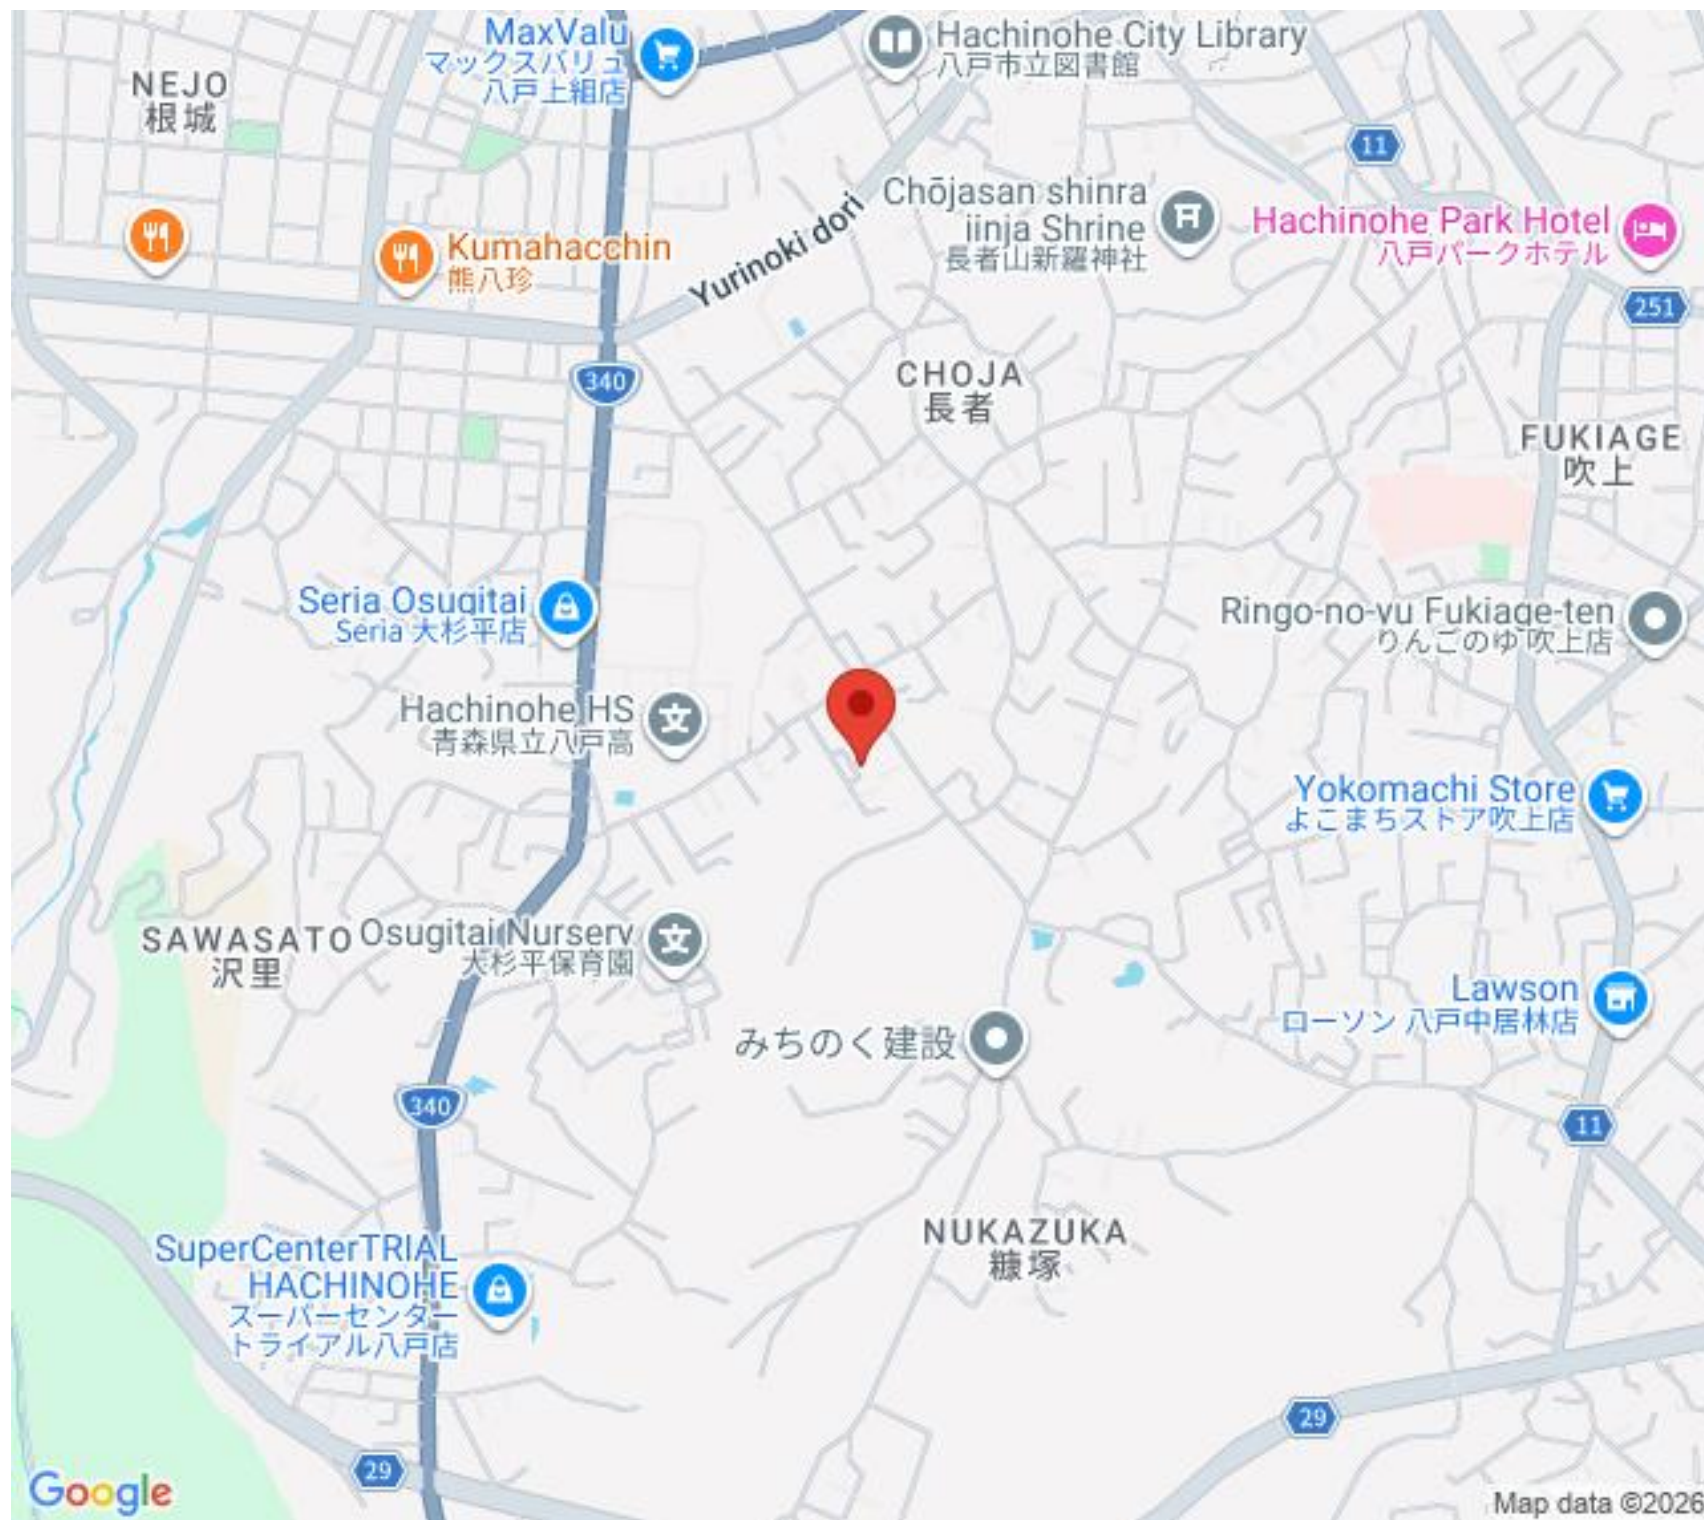 MaxValu
マックスバリュ
八戸上組店
Hachinohe City Library
八戸市立図書館
NEJO
根城
11
Chōjasan shinra
jinja Shrine
長者山新羅神社
Hachinohe Park Hotel
八戸パークホテル
Kumahacchin
熊八珍
Yurinoki dori
251
340
CHOJA
長者
FUKIAGE
吹上
Seria Osugitai
Seria 大杉平店
Ringo-no-yu Fukiage-ten
りんごのゆ 吹上店
Hachinohe HS
青森県立八戸高
Yokomachi Store
よこまちストア吹上店
SAWASATO
沢里
Osugitai Nursery
大杉平保育園
Lawson
ローソン 八戸中居林店
みちのく建設
340
11
NUKAZUKA
糠塚
SuperCenterTRIAL
HACHINOHE
スーパーセンター
トライアル八戸店
29
29
Google
Map data ©2026